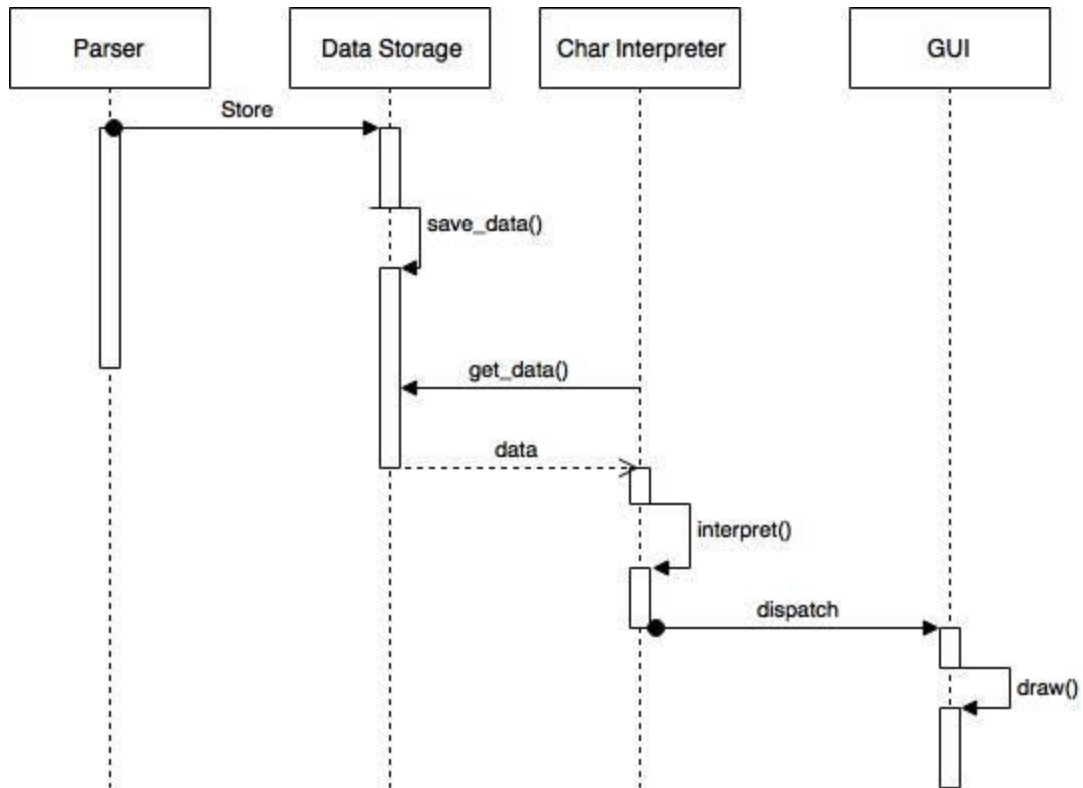 Parser
Data Storage
Char Interpreter
GUI
Store
save_data()
get_data()
data
interpret()
dispatch
draw()